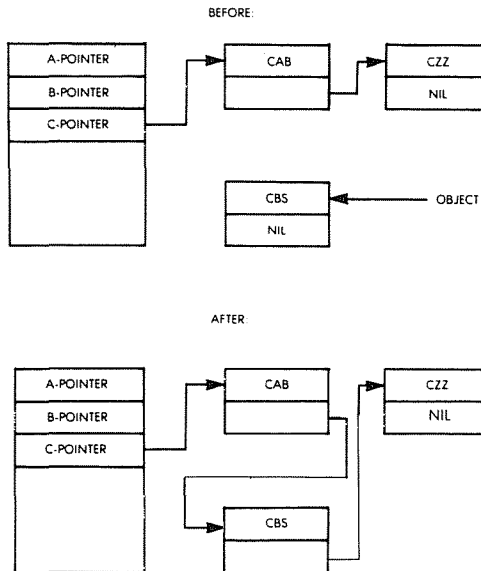 BEFORE:
A-POINTER
B-POINTER
C-POINTER
CAB
CZZ
NIL
CBS
NIL
OBJECT
AFTER:
A-POINTER
B-POINTER
C-POINTER
CAB
CZZ
NIL
CBS